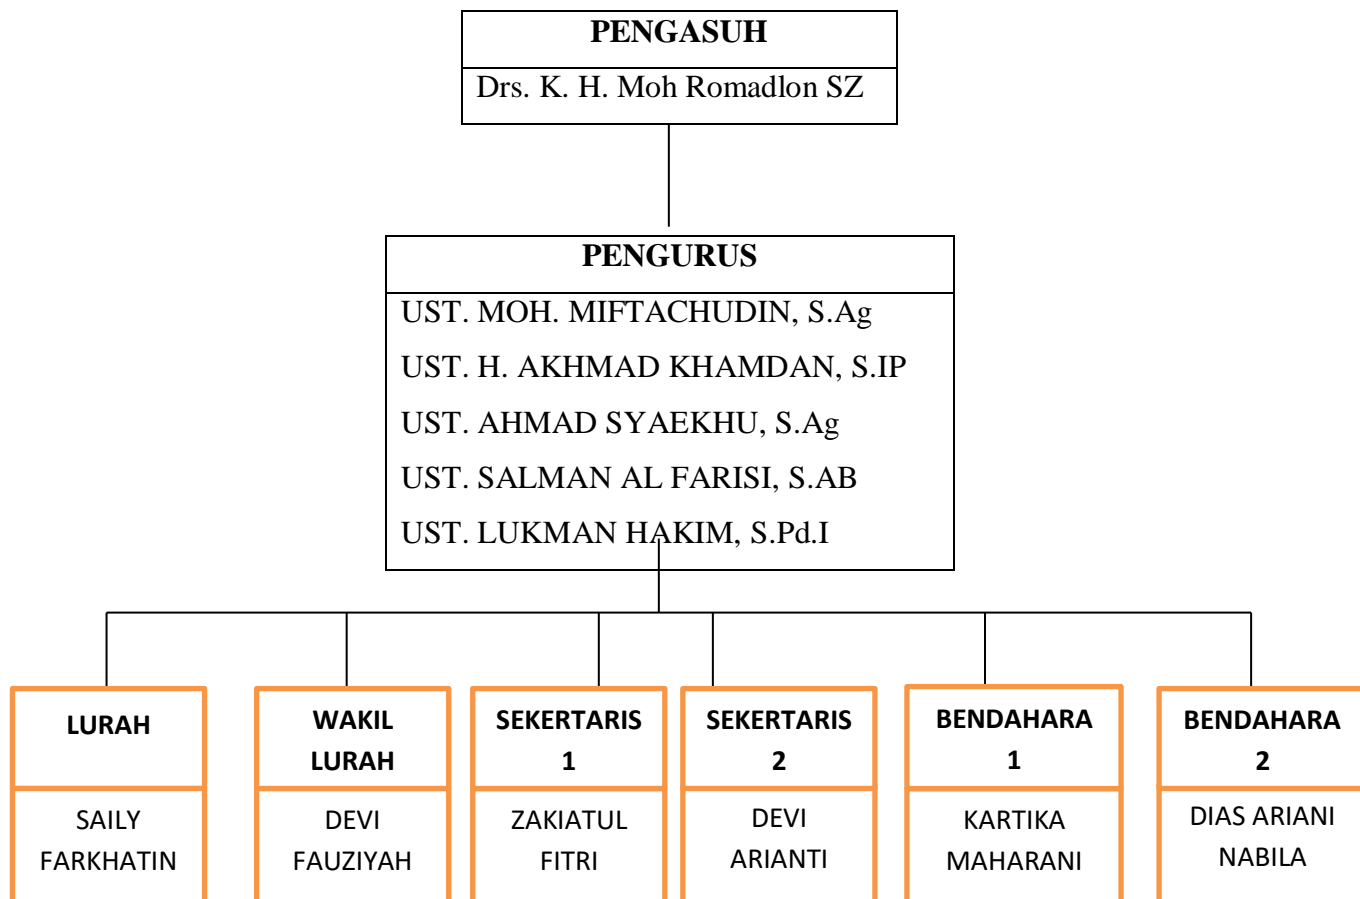 PENGASUH
Drs. K. H. Moh Romadlon SZ
PENGURUS
UST. MOH. MIFTACHUDIN, S.Ag
UST. H. AKHMAD KHAMDAN, S.IP
UST. AHMAD SYAEKHU, S.Ag
UST. SALMAN AL FARISI, S.AB
UST. LUKMAN HAKIM, S.Pd.I
LURAH
SAILY
FARKHATIN
WAKIL
LURAH
DEVI
FAUZIYAH
SEKERTARIS
1
ZAKIATUL
FITRI
SEKERTARIS
2
DEVI
ARIANTI
BENDAHARA
1
KARTIKA
MAHARANI
BENDAHARA
2
DIAS ARIANI
NABILA